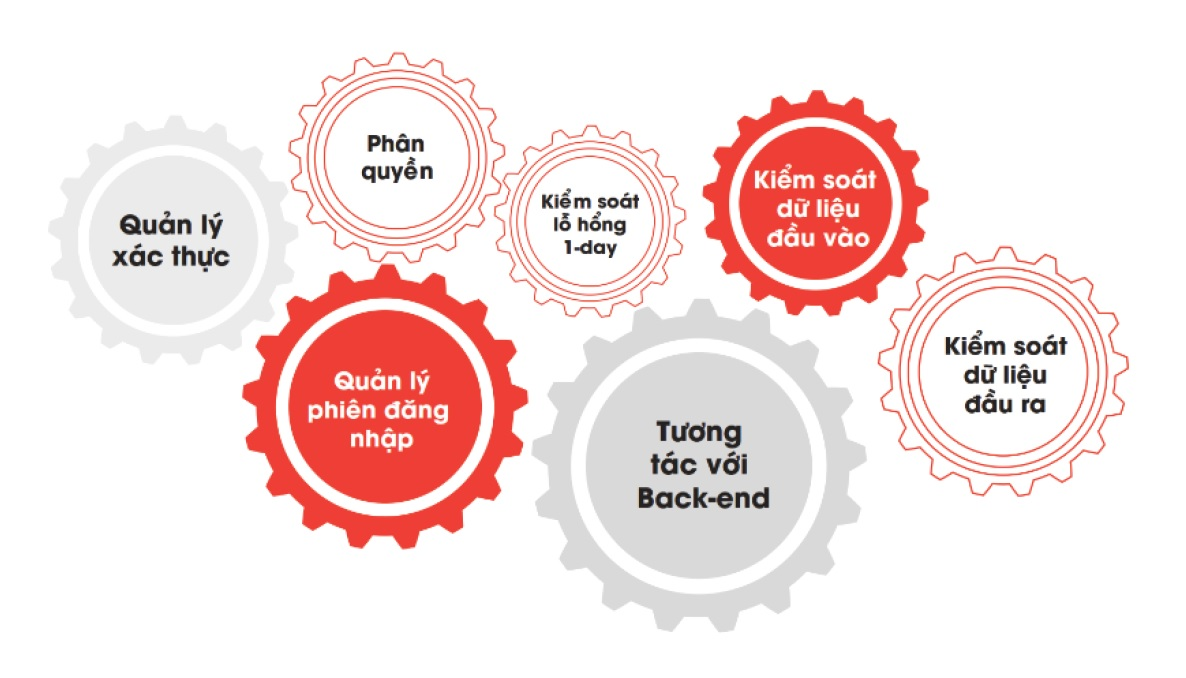 Quản lý
xác thực
Phân
quyền
Quản lý
phiên đăng
nhập
Kiểm soát
lỗ hổng
1-day
Tương
tác với
Back-end
Kiểm soát
dữ liệu
đầu vào
Kiểm soát
dữ liệu
đầu ra